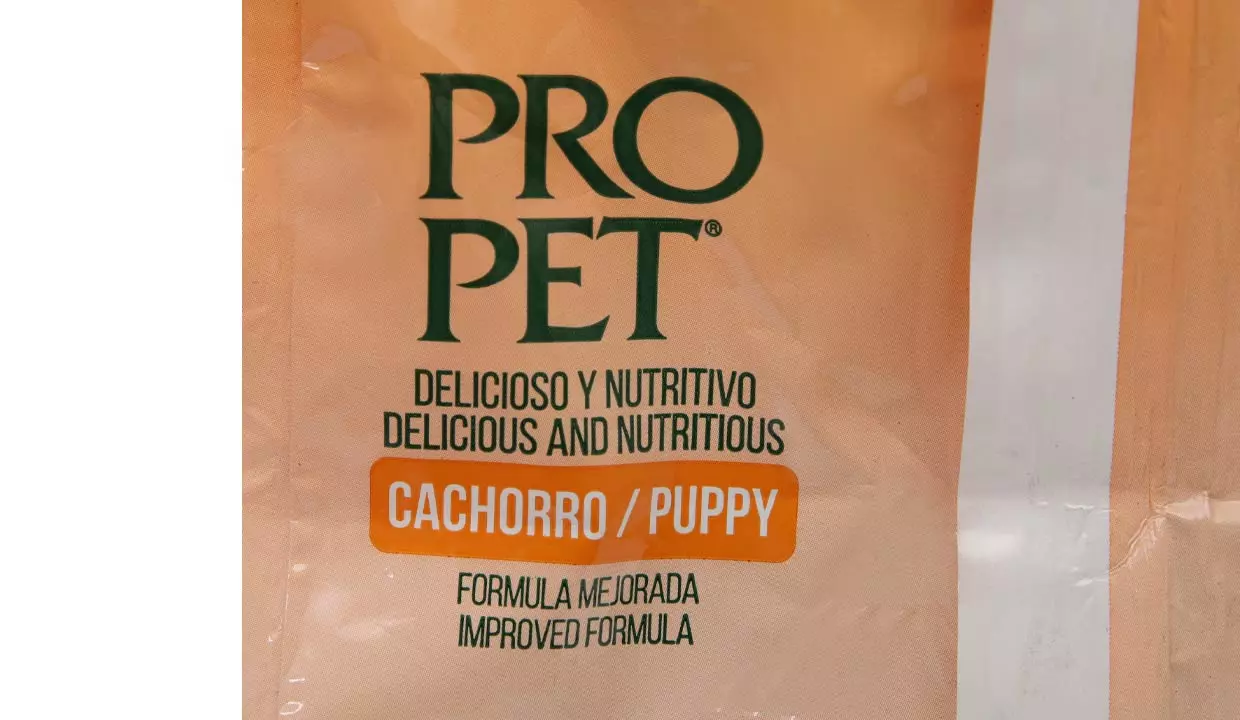 PRO
PET®
DELICIOSO Y NUTRITIVO
DELICIOUS AND NUTRITIOUS
CACHORRO / PUPPY
FORMULA MEJORADA
IMPROVED FORMULA